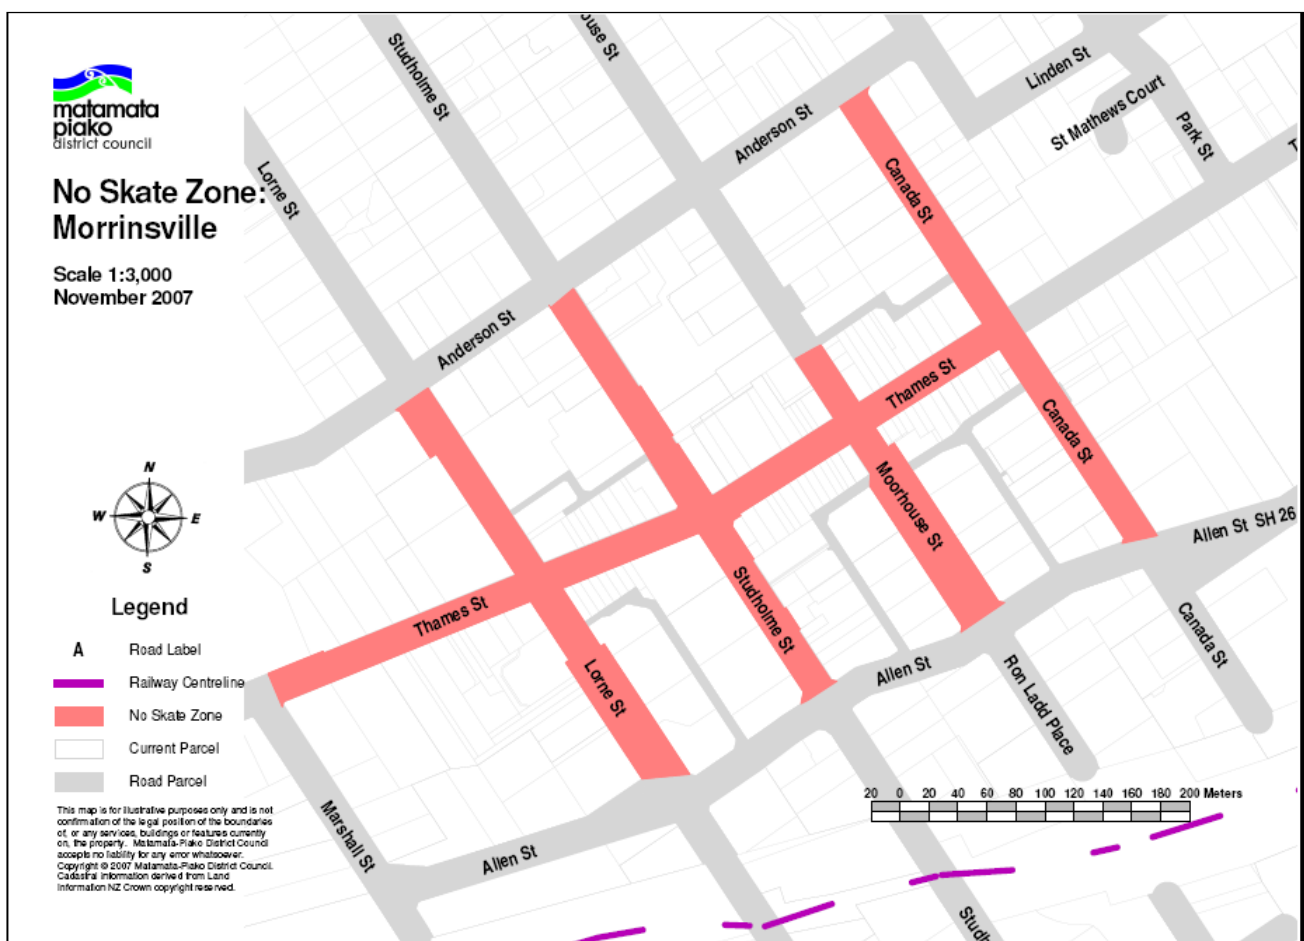 matamata
piako
district council
No Skate Zone:
Morrinsville
Scale 1:3,000
November 2007
N
W
E
S
Legend
A
Road Label
Railway Centreline
No Skate Zone
Current Parcel
Road Parcel
This map is for illustrative purposes only and is not
confirmation of the legal position of the boundaries
of, or any services, buildings or features currently
on, the property. Matamata-Piako District Council
accepts no liability for any error whatsoever.
Copyright © 2007 Matamata-Piako District Council.
Cadastral Information derived from Land
Information NZ Crown copyright reserved.
Studholme St
ouse St
Linden St
St Mathews Court
Park St
T
Anderson St
Lorne St
Canada St
Anderson St
Thames St
Canada St
Moorhouse St
Allen St SH 26
Thames St
Studholme St
Canada St
Lorne St
Allen St
Ron Ladd Place
20 0 20 40 60 80 100 120 140 160 180 200 Meters
Marshall St
Allen St
Studh